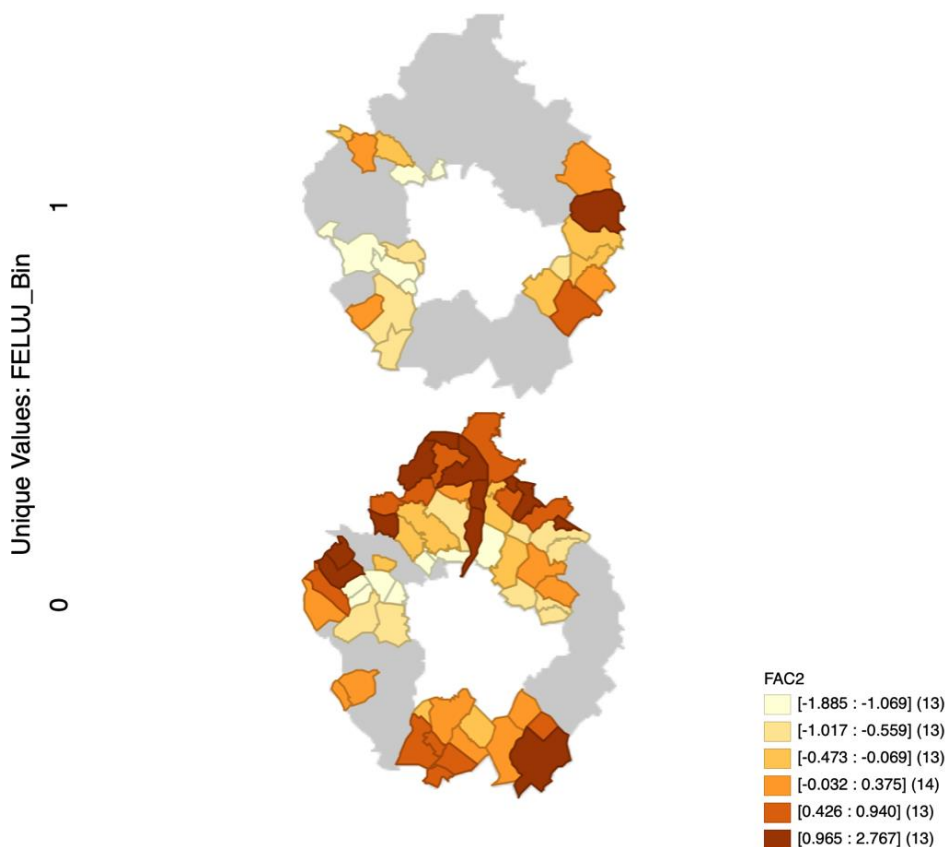 Unique Values: FELUJ_Bin
1
0
FAC2
[-1.885 : -1.069] (13)
[-1.017 : -0.559] (13)
[-0.473 : -0.069] (13)
[-0.032 : 0.375] (14)
[0.426 : 0.940] (13)
[0.965 : 2.767] (13)